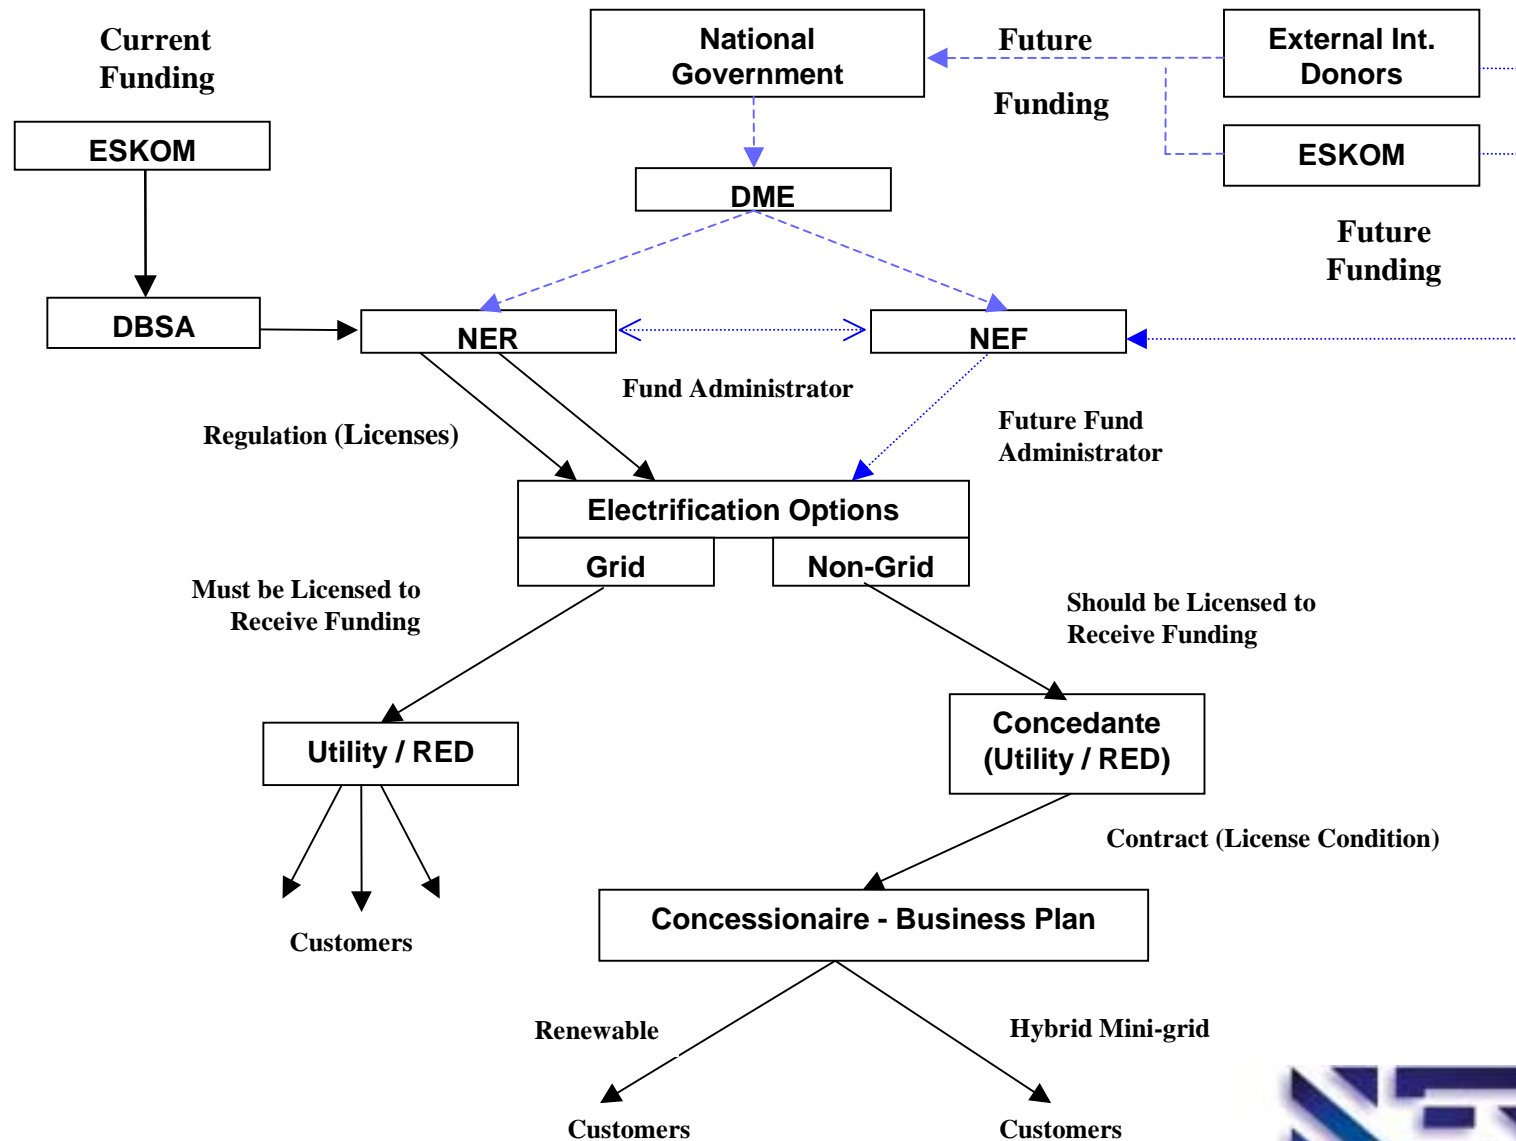 Current
Funding
National
Government
Future
Funding
External Int.
Donors
ESKOM
ESKOM
DME
Future
Funding
DBSA
NER
NEF
Fund Administrator
Regulation (Licenses)
Future Fund
Administrator
Electrification Options
Grid
Non-Grid
Must be Licensed to
Receive Funding
Should be Licensed to
Receive Funding
Utility / RED
Concedante
(Utility / RED)
Contract (License Condition)
Concessionaire - Business Plan
Customers
Renewable
Hybrid Mini-grid
Customers
Customers